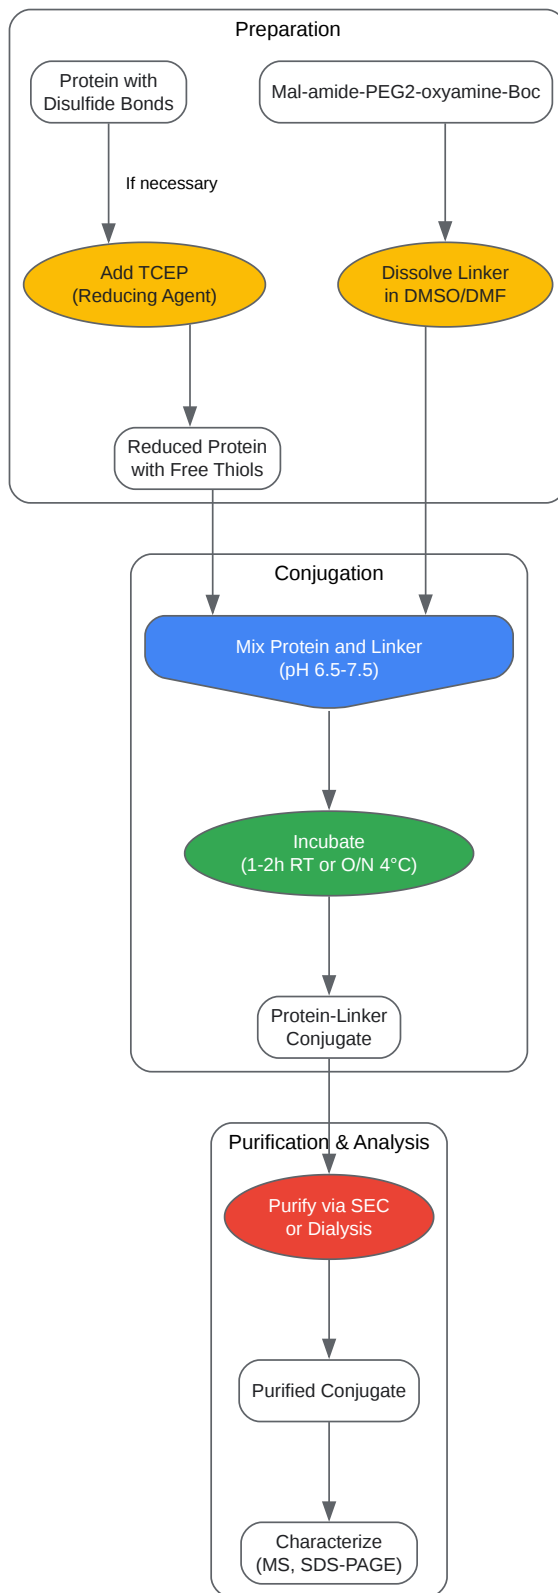 Preparation
Protein with
Disulfide Bonds
Mal-amide-PEG2-oxyamine-Boc
If necessary
Add TCEP
(Reducing Agent)
Dissolve Linker
in DMSO/DMF
Reduced Protein
with Free Thiols
Conjugation
Mix Protein and Linker
(pH 6.5-7.5)
Incubate
(1-2h RT or O/N 4°C)
Protein-Linker
Conjugate
Purification & Analysis
Purify via SEC
or Dialysis
Purified Conjugate
Characterize
(MS, SDS-PAGE)